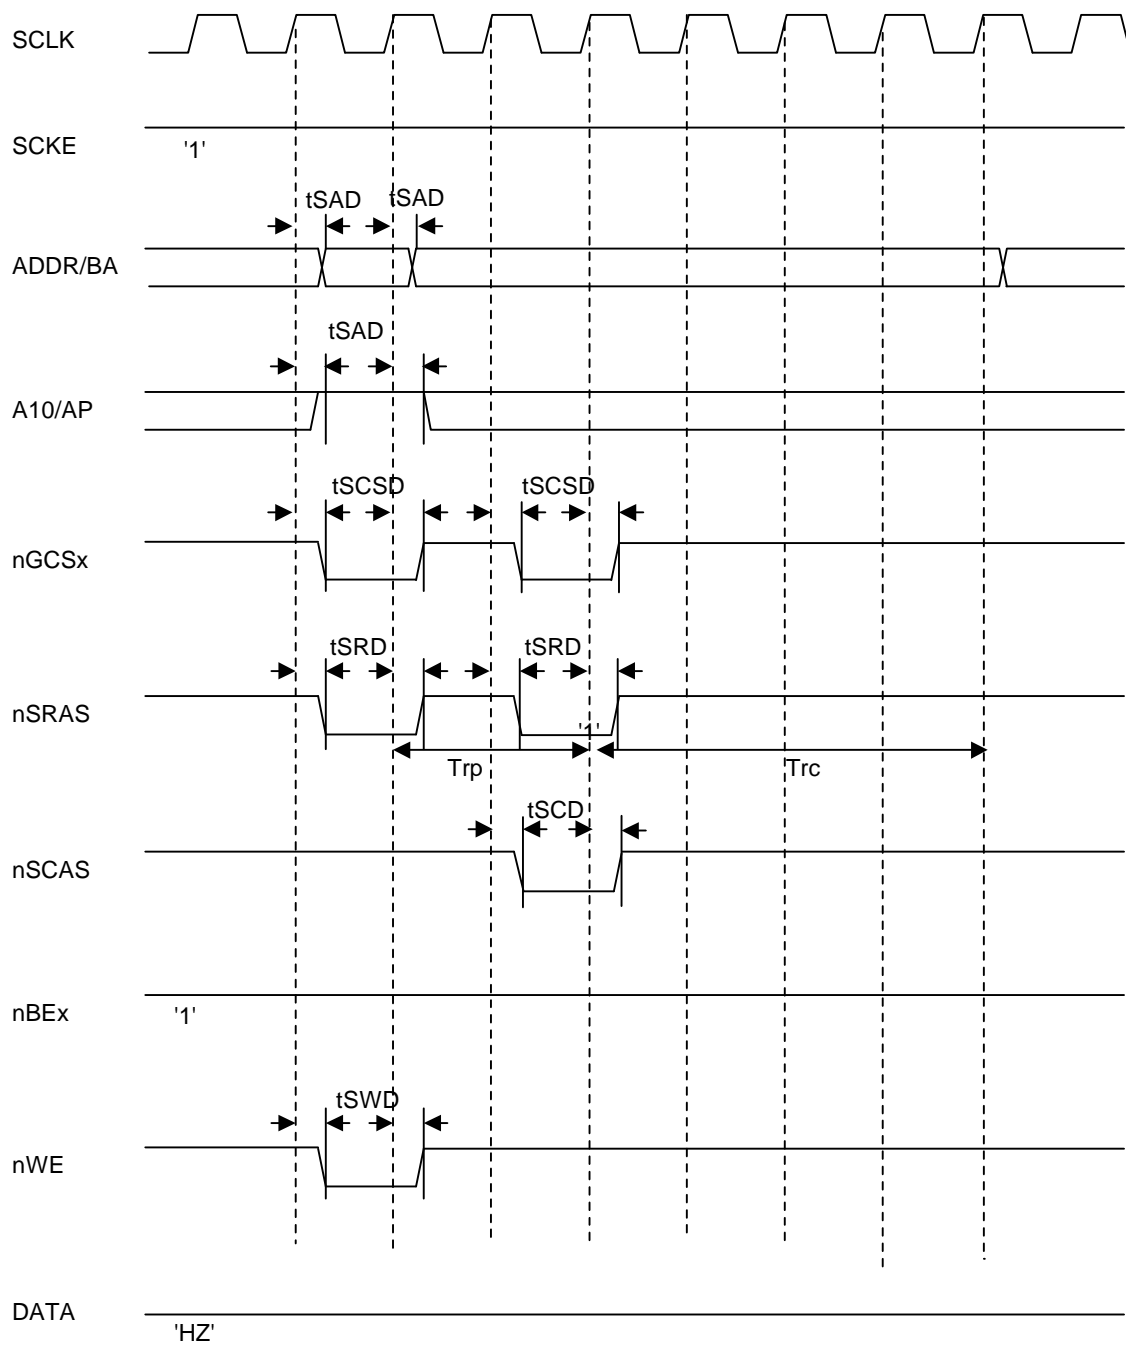 SCLK
SCKE
'1'
tSAD tSAD
ADDR/BA
tSAD
A10/AP
tSCSD tSCSD
nGCSx
tSRD tSRD
nSRAS
'1'
Trp Trc
tSCD
nSCAS
nBEx
'1'
tSWD
nWE
DATA
'HZ'